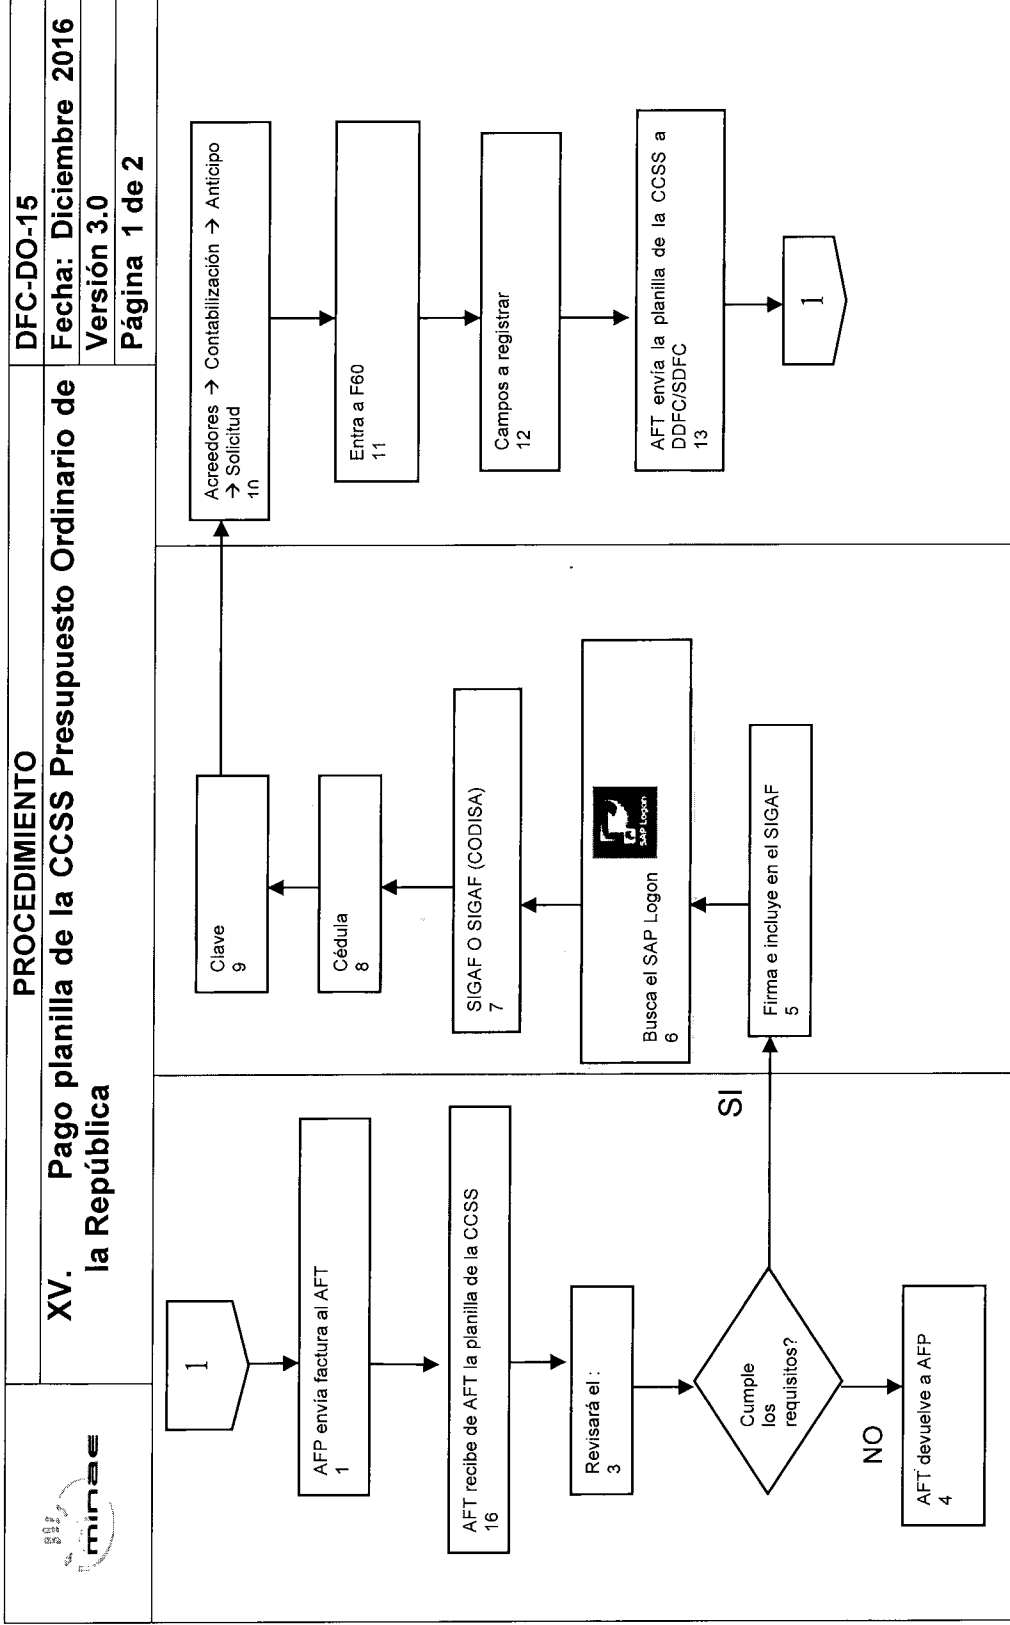 minae
PROCEDIMIENTO
DFC-DO-15
XV. Pago planilla de la CCSS Presupuesto Ordinario de
la República
Fecha: Diciembre 2016
Versión 3.0
Página 1 de 2
1
AFP envía factura al AFT
1
AFT recibe de AFT la planilla de la CCSS
16
Revisará el :
3
Cumple
los
requisitos?
SI
NO
AFT devuelve a AFP
4
Firma e incluye en el SIGAF
5
Busca el SAP Logon
SAP Logon
6
SIGAF O SIGAF (CODISA)
7
Cédula
8
Clave
9
Acreedores → Contabilización → Anticipo
→ Solicitud
10
Entra a F60
11
Campos a registrar
12
AFT envía la planilla de la CCSS a
DDFC/SDFC
13
1